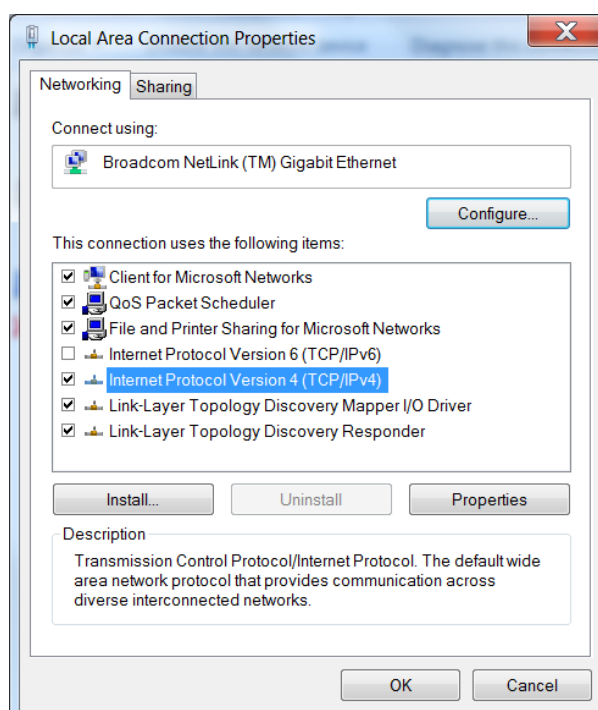 Local Area Connection Properties
Networking
Sharing
Connect using:
Broadcom NetLink (TM) Gigabit Ethernet
Configure...
This connection uses the following items:
Client for Microsoft Networks
QoS Packet Scheduler
File and Printer Sharing for Microsoft Networks
Internet Protocol Version 6 (TCP/IPv6)
Internet Protocol Version 4 (TCP/IPv4)
Link-Layer Topology Discovery Mapper I/O Driver
Link-Layer Topology Discovery Responder
Install...
Uninstall
Properties
Description
Transmission Control Protocol/Internet Protocol. The default wide
area network protocol that provides communication across
diverse interconnected networks.
OK
Cancel